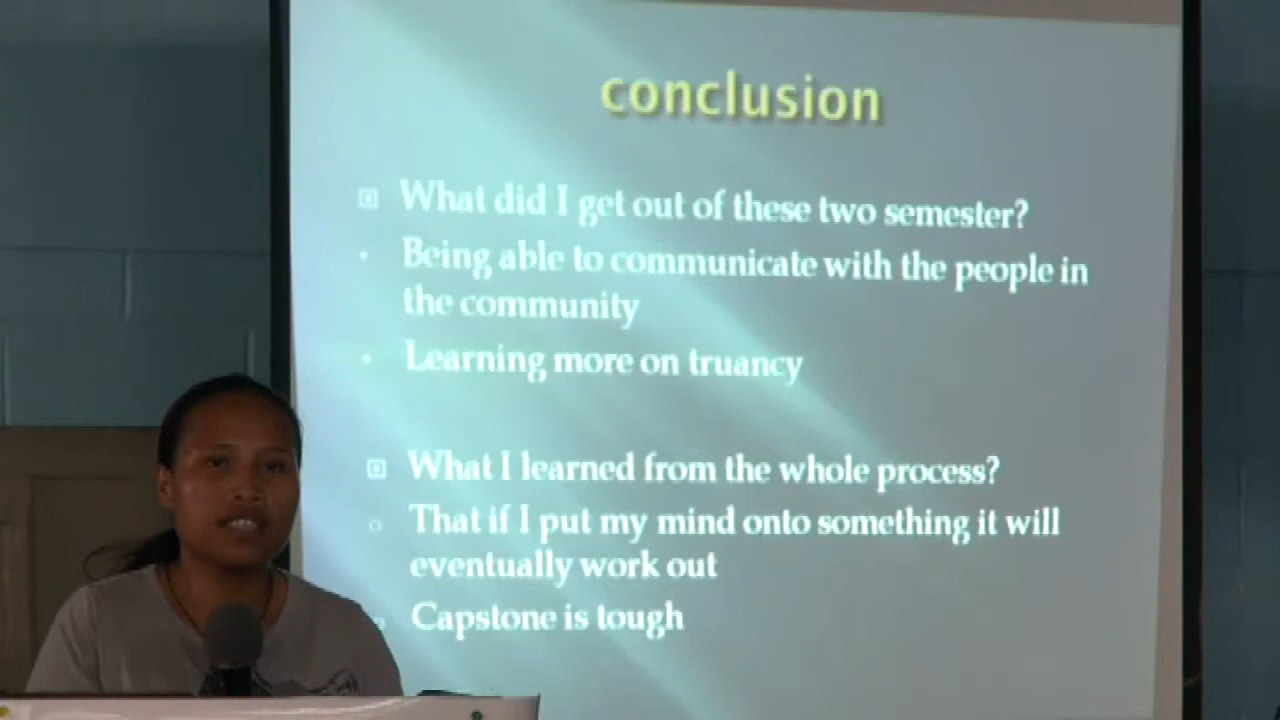 conclusion
What did I get out of these two semester?
Being able to communicate with the people in
the community
Learning more on truancy
What I learned from the whole process?
That if I put my mind onto something it will
eventually work out
Capstone is tough